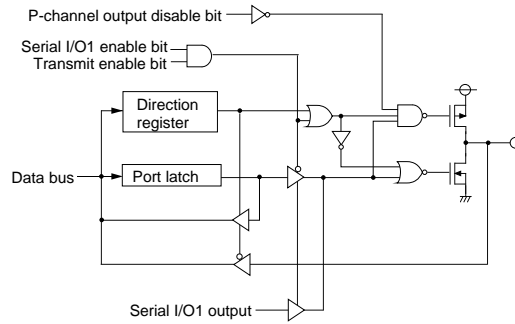 P-channel output disable bit
Serial I/O1 enable bit
Transmit enable bit
Direction
register
Data bus
Port latch
Serial I/O1 output